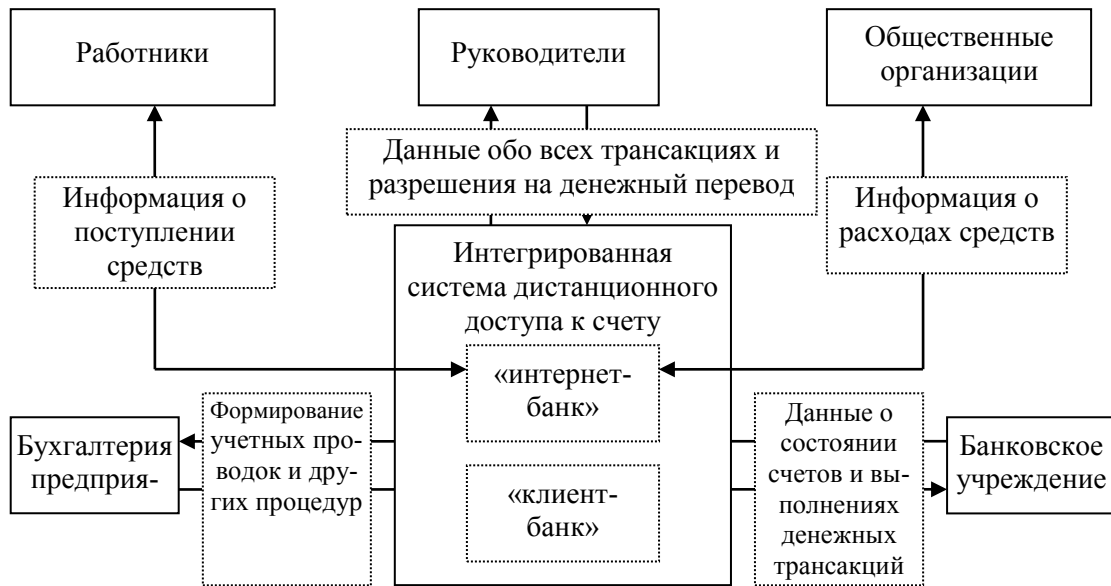 Работники
Руководители
Общественные
организации
Данные обо всех трансакциях и
разрешения на денежный перевод
Информация о
поступлении
средств
Информация о
расходах средств
Интегрированная
система дистанционного
доступа к счету
«интернет-
банк»
«клиент-
банк»
Бухгалтерия
предприя-
Формирование
учетных про-
водок и дру-
гих процедур
Данные о
состоянии
счетов и вы-
полнениях
денежных
трансакций
Банковское
учреждение